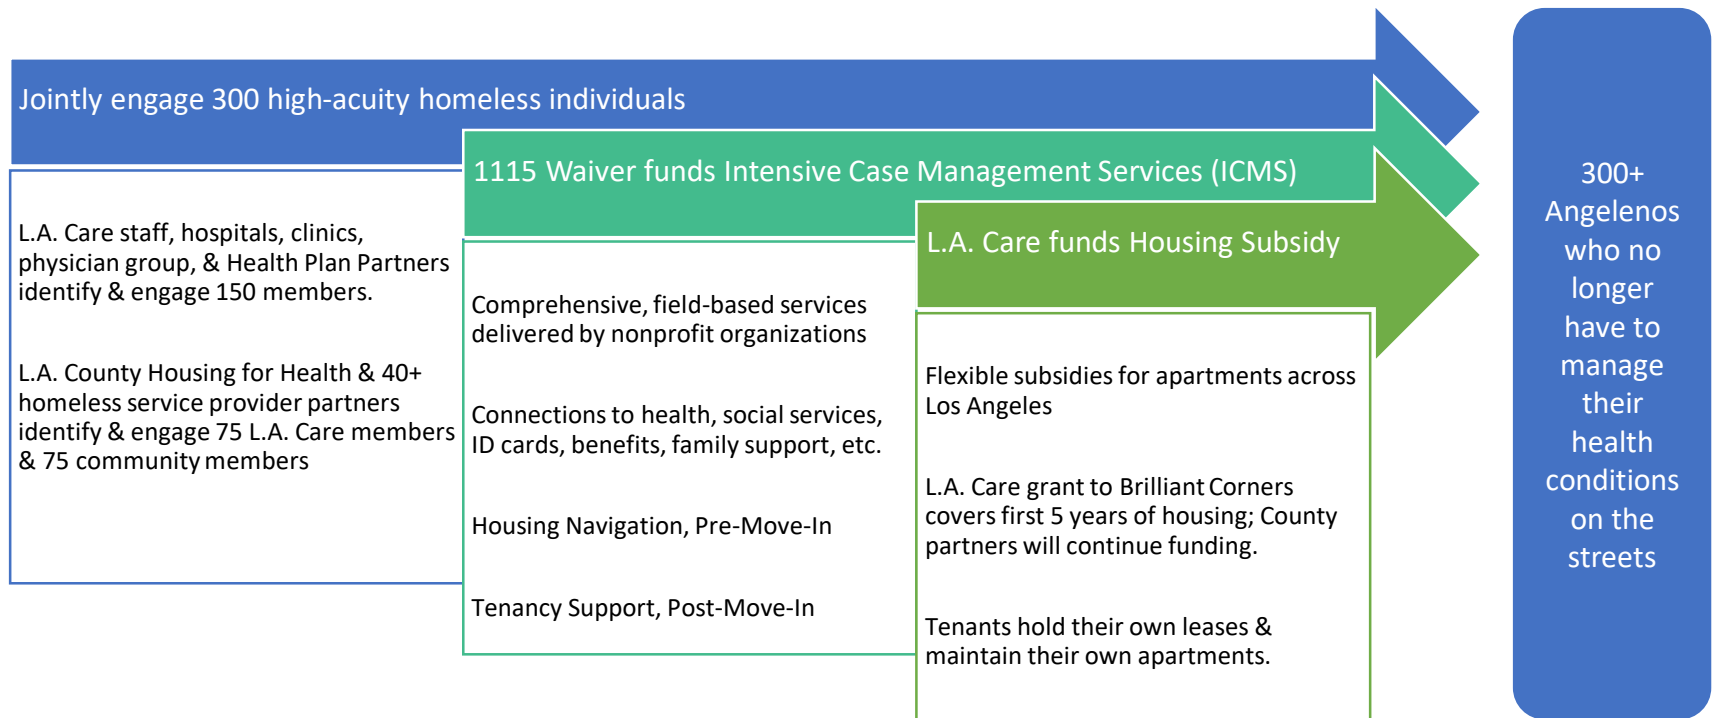 Jointly engage 300 high-acuity homeless individuals
L.A. Care staff, hospitals, clinics,
physician group, & Health Plan Partners
identify & engage 150 members.
L.A. County Housing for Health & 40+
homeless service provider partners
identify & engage 75 L.A. Care members
& 75 community members
1115 Waiver funds Intensive Case Management Services (ICMS)
Comprehensive, field-based services
delivered by nonprofit organizations
Connections to health, social services,
ID cards, benefits, family support, etc.
Housing Navigation, Pre-Move-In
Tenancy Support, Post-Move-In
L.A. Care funds Housing Subsidy
Flexible subsidies for apartments across
Los Angeles
L.A. Care grant to Brilliant Corners
covers first 5 years of housing; County
partners will continue funding.
Tenants hold their own leases &
maintain their own apartments.
300+
Angelenos
who no
longer
have to
manage
their
health
conditions
on the
streets